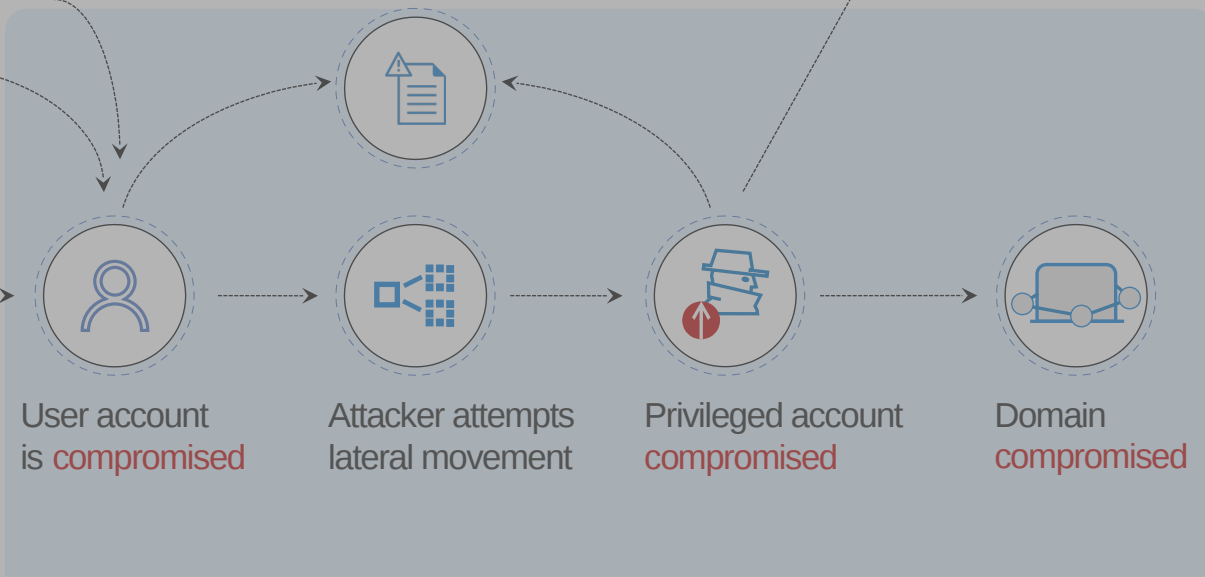 User account
is compromised
Attacker attempts
lateral movement
Privileged account
compromised
Domain
compromised